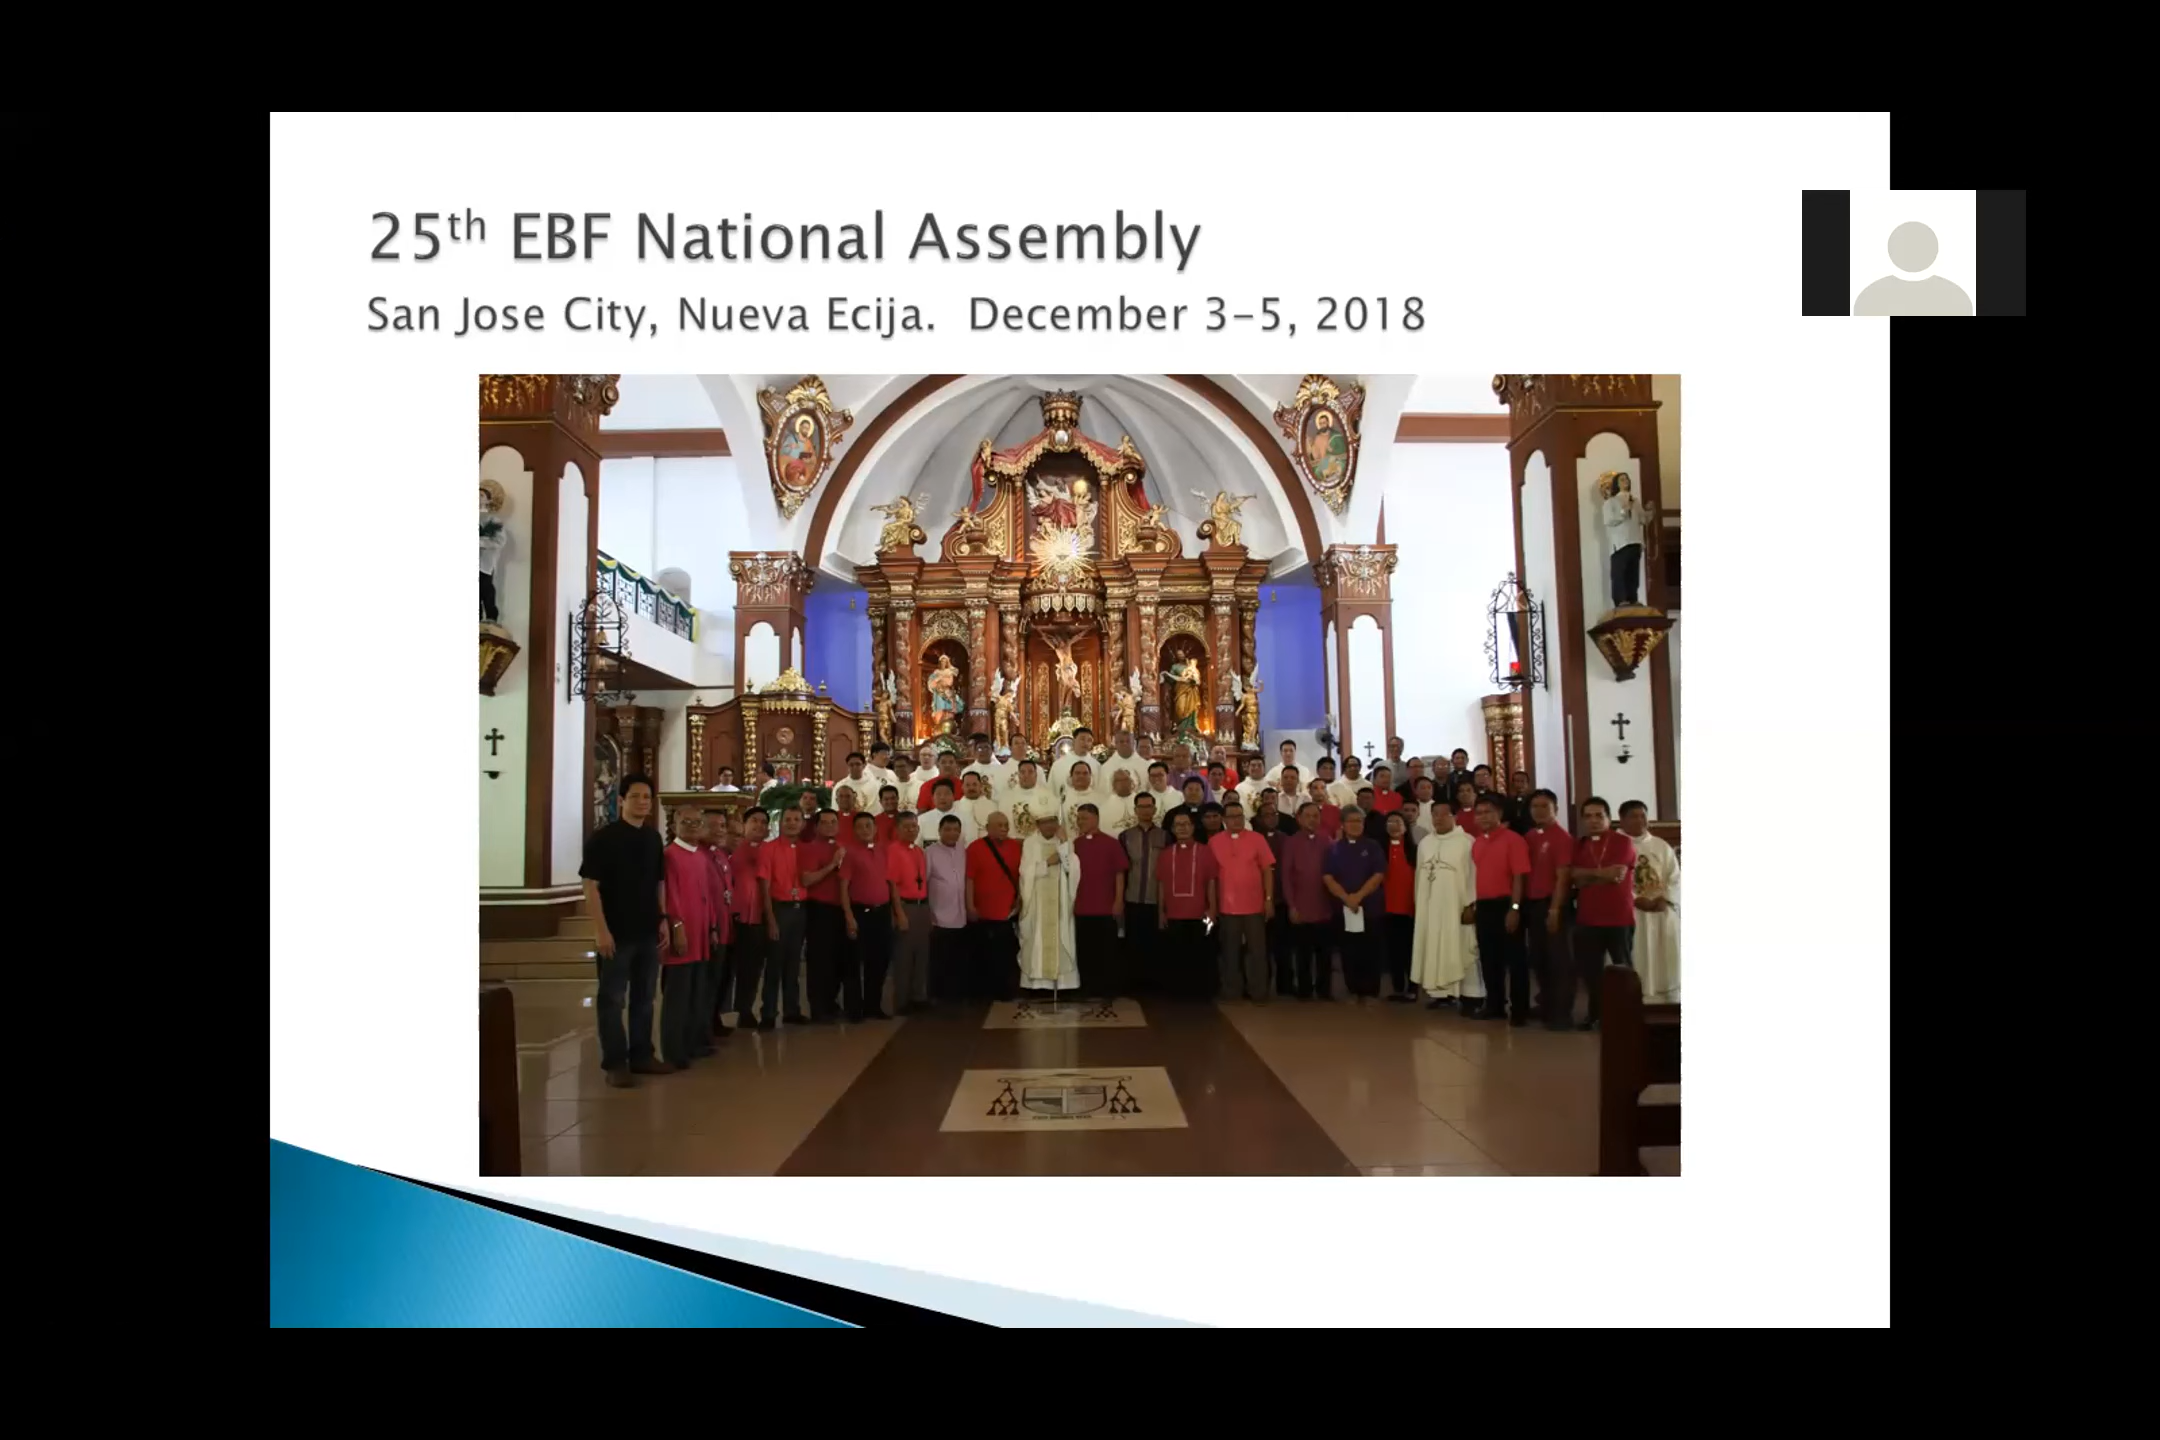 25th EBF National Assembly
San Jose City, Nueva Ecija.  December 3-5, 2018